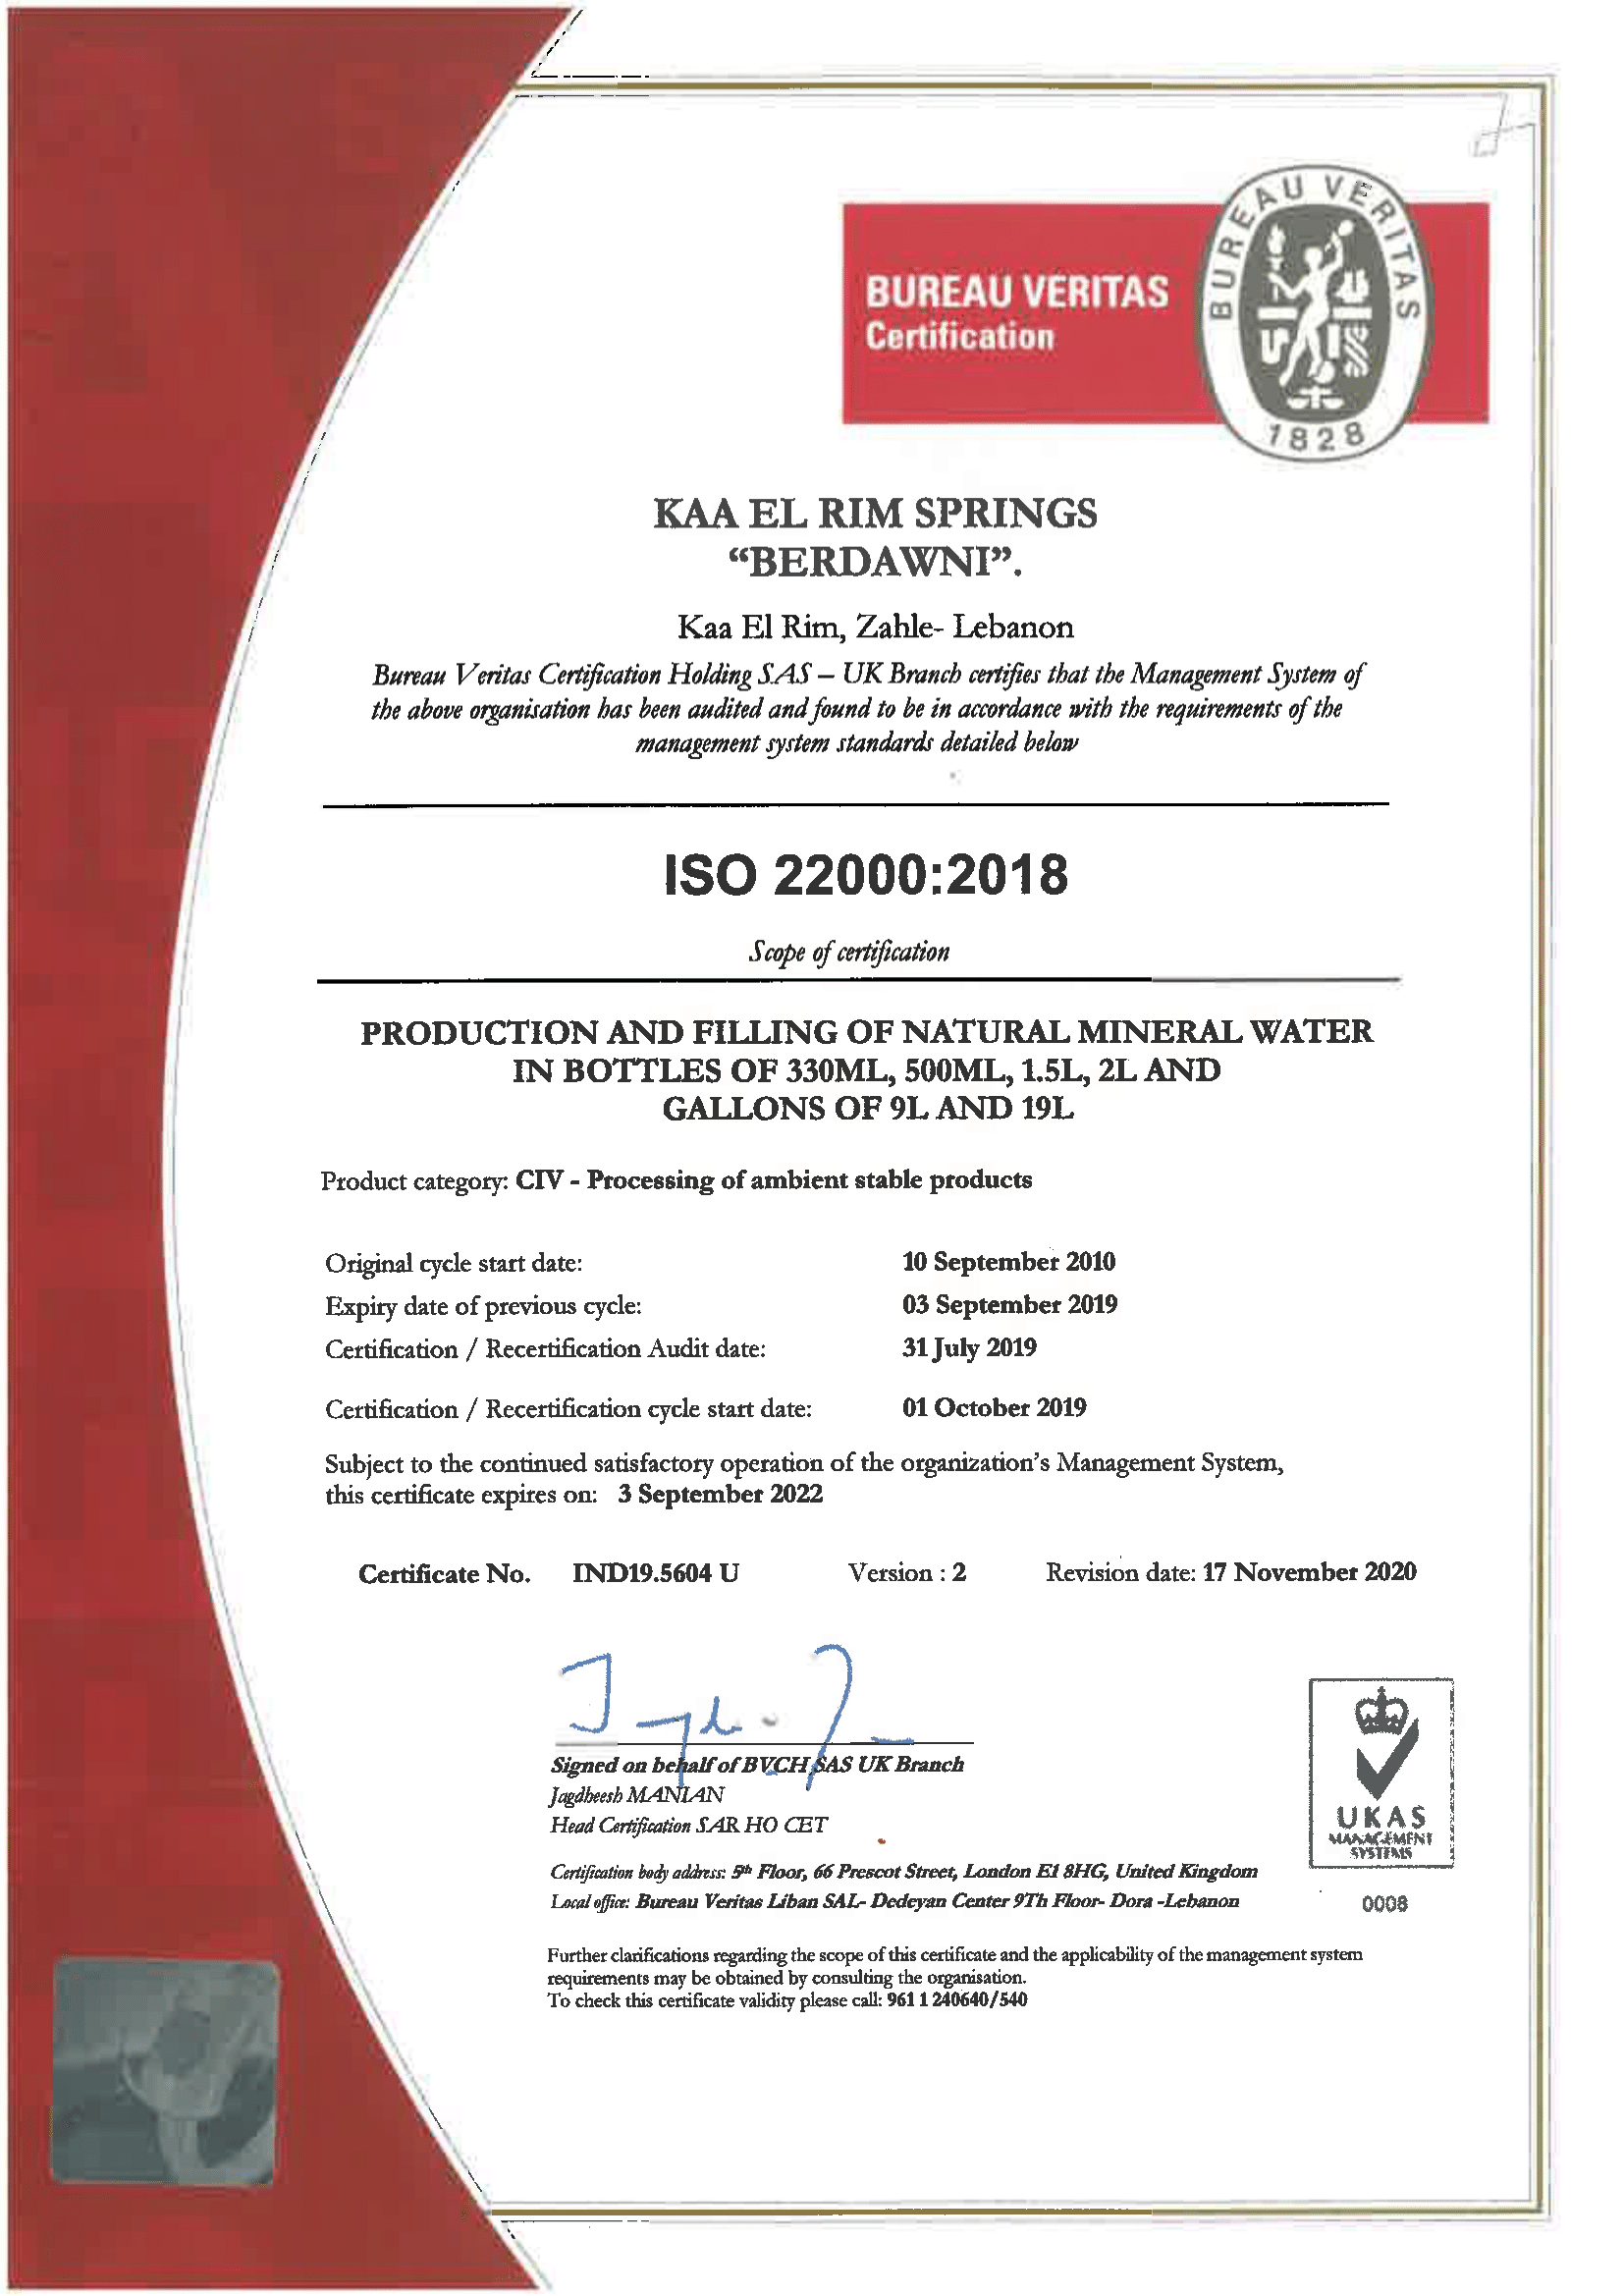 BUREAU VERITAS
Certification
BUREAU VERITAS
1828
KAA EL RIM SPRINGS
“BERDAWNI”.
Kaa El Rim, Zahle- Lebanon
Bureau Veritas Certification Holding SAS – UK Branch certifies that the Management System of
the above organisation has been audited and found to be in accordance with the requirements of the
management system standards detailed below
ISO 22000:2018
Scope of certification
PRODUCTION AND FILLING OF NATURAL MINERAL WATER
IN BOTTLES OF 330ML, 500ML, 1.5L, 2L AND
GALLONS OF 9L AND 19L
Product category: CIV - Processing of ambient stable products
Original cycle start date: 10 September 2010
Expiry date of previous cycle: 03 September 2019
Certification / Recertification Audit date: 31 July 2019
Certification / Recertification cycle start date: 01 October 2019
Subject to the continued satisfactory operation of the organization’s Management System,
this certificate expires on: 3 September 2022
Certificate No. IND19.5604 U Version : 2 Revision date: 17 November 2020
Signed on behalf of BVCH SAS UK Branch
Jagdheesh MANIAN
Head Certification SAR HO CET
Certification body address: 5th Floor, 66 Prescot Street, London E1 8HG, United Kingdom
Local office: Bureau Veritas Liban SAL- Dedeyan Center 9Th Floor- Dora -Lebanon
UKAS
MANAGEMENT
SYSTEMS
0008
Further clarifications regarding the scope of this certificate and the applicability of the management system
requirements may be obtained by consulting the organisation.
To check this certificate validity please call: 961 1 240640/540